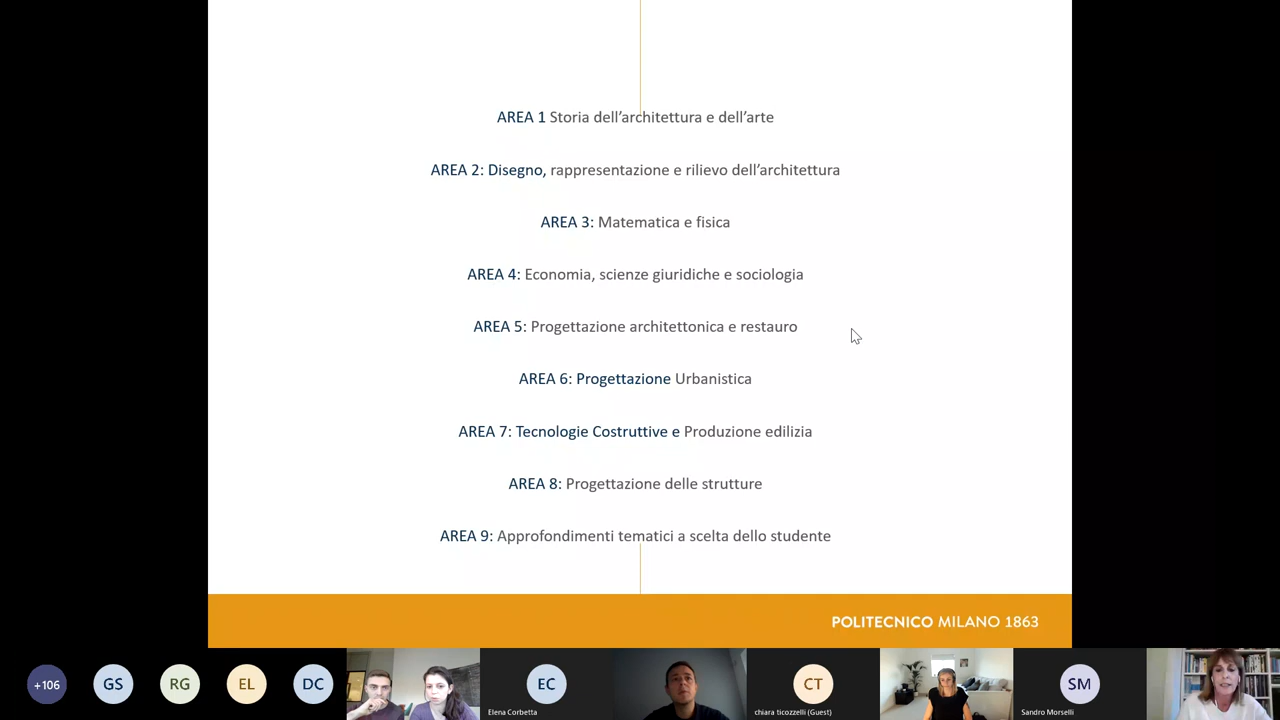 AREA 1 Storia dell’architettura e dell’arte
AREA 2: Disegno, rappresentazione e rilievo dell’architettura
AREA 3: Matematica e fisica
AREA 4: Economia, scienze giuridiche e sociologia
AREA 5: Progettazione architettonica e restauro
AREA 6: Progettazione Urbanistica
AREA 7: Tecnologie Costruttive e Produzione edilizia
AREA 8: Progettazione delle strutture
AREA 9: Approfondimenti tematici a scelta dello studente
POLITECNICO MILANO 1863
+106
GS
RG
EL
DC
EC
Elena Corbetta
CT
chiara ticozzelli (Guest)
SM
Sandro Morselli